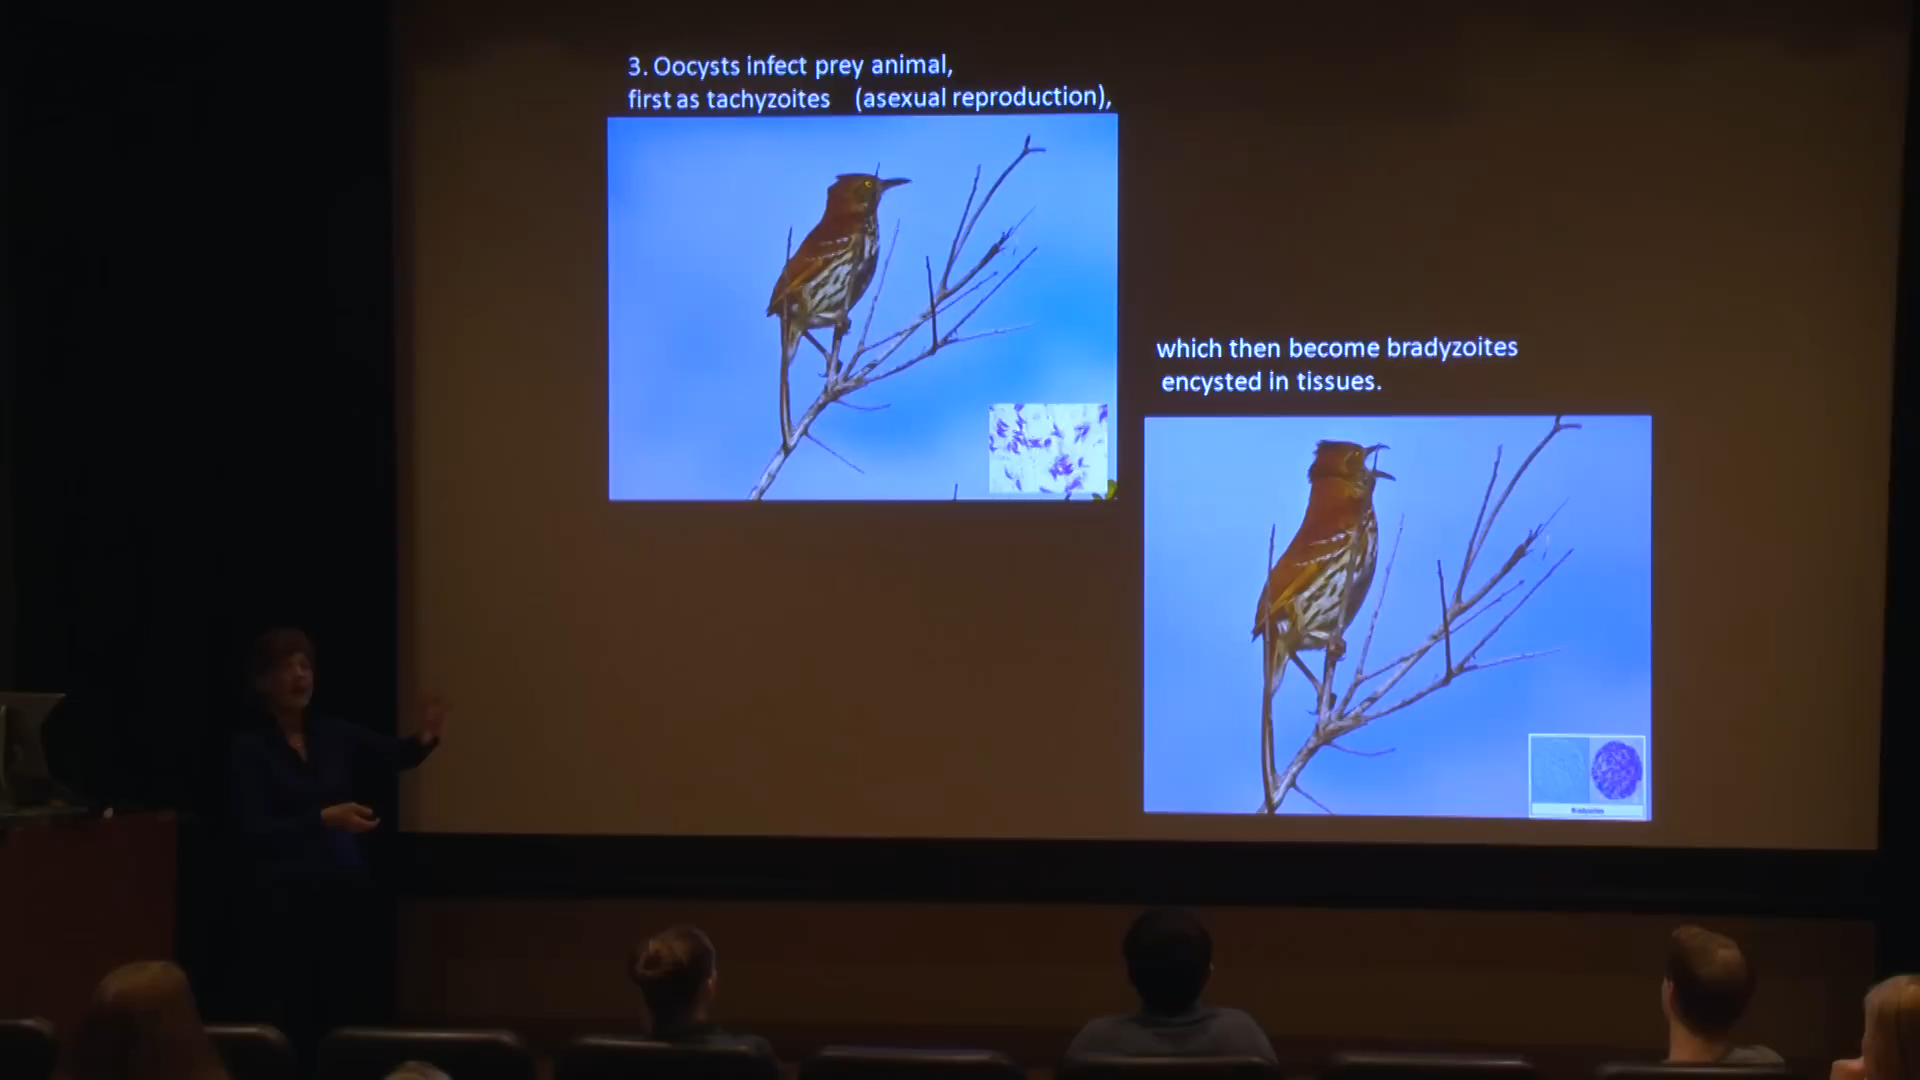 3. Oocysts infect prey animal,
first as tachyzoites (asexual reproduction),
which then become bradyzoites
encysted in tissues.